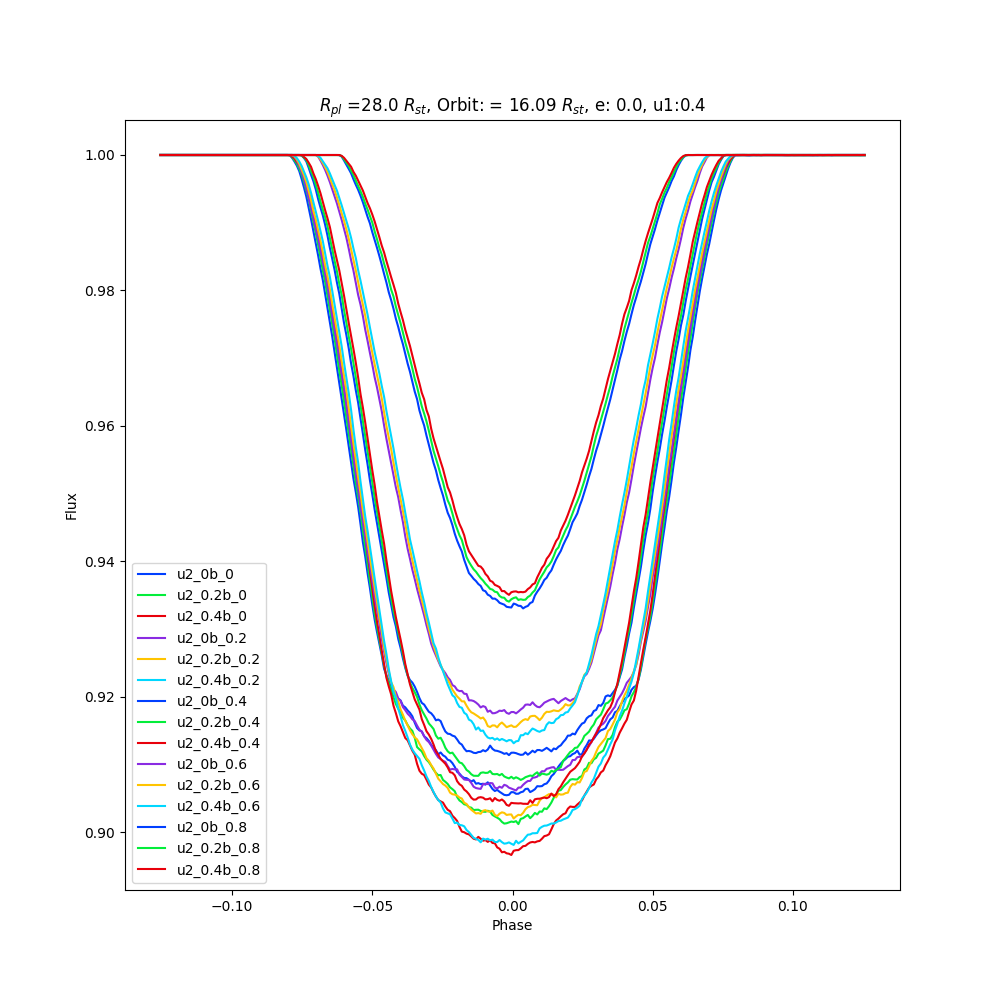 R_pl =28.0 R_st, Orbit: = 16.09 R_st, e: 0.0, u1:0.4
1.00
0.98
0.96
0.94
0.92
0.90
Flux
u2_0b_0
u2_0.2b_0
u2_0.4b_0
u2_0b_0.2
u2_0.2b_0.2
u2_0.4b_0.2
u2_0b_0.4
u2_0.2b_0.4
u2_0.4b_0.4
u2_0b_0.6
u2_0.2b_0.6
u2_0.4b_0.6
u2_0b_0.8
u2_0.2b_0.8
u2_0.4b_0.8
−0.10 −0.05 0.00 0.05 0.10
Phase